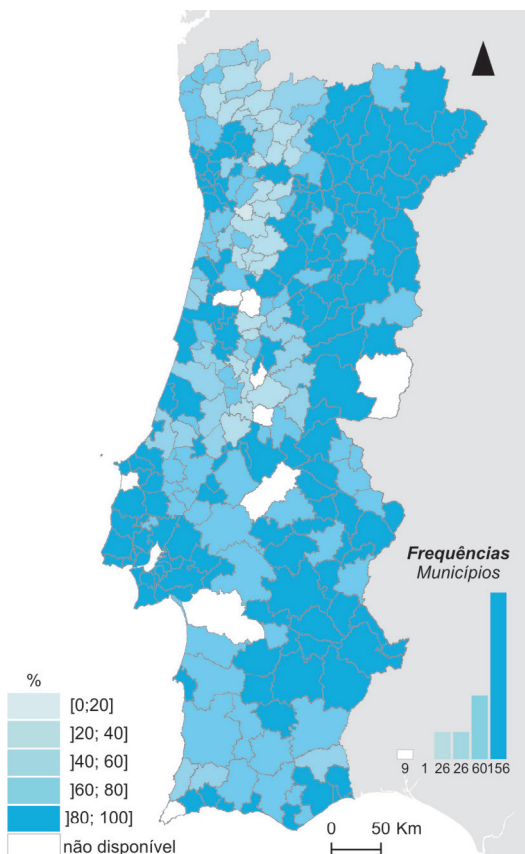 Frequências
Municípios
9 1 26 26 60 156
%
[0;20]
]20; 40]
]40; 60]
]60; 80]
]80; 100]
não disponível
0 50 Km